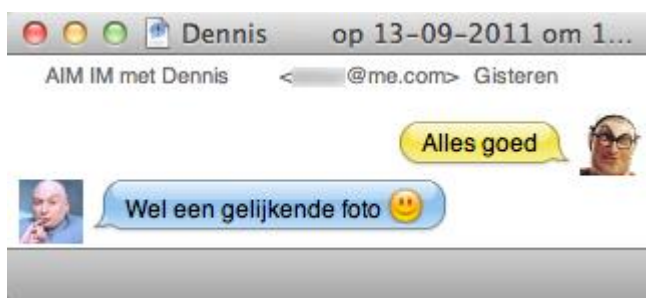 Dennis op 13-09-2011 om 1...
AIM IM met Dennis < @me.com> Gisteren
Alles goed
Wel een gelijkende foto